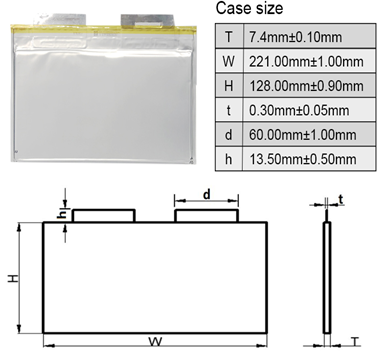 Case size
T 7.4mm±0.10mm
W 221.00mm±1.00mm
H 128.00mm±0.90mm
t 0.30mm±0.05mm
d 60.00mm±1.00mm
h 13.50mm±0.50mm
d
t
h
H
W
T